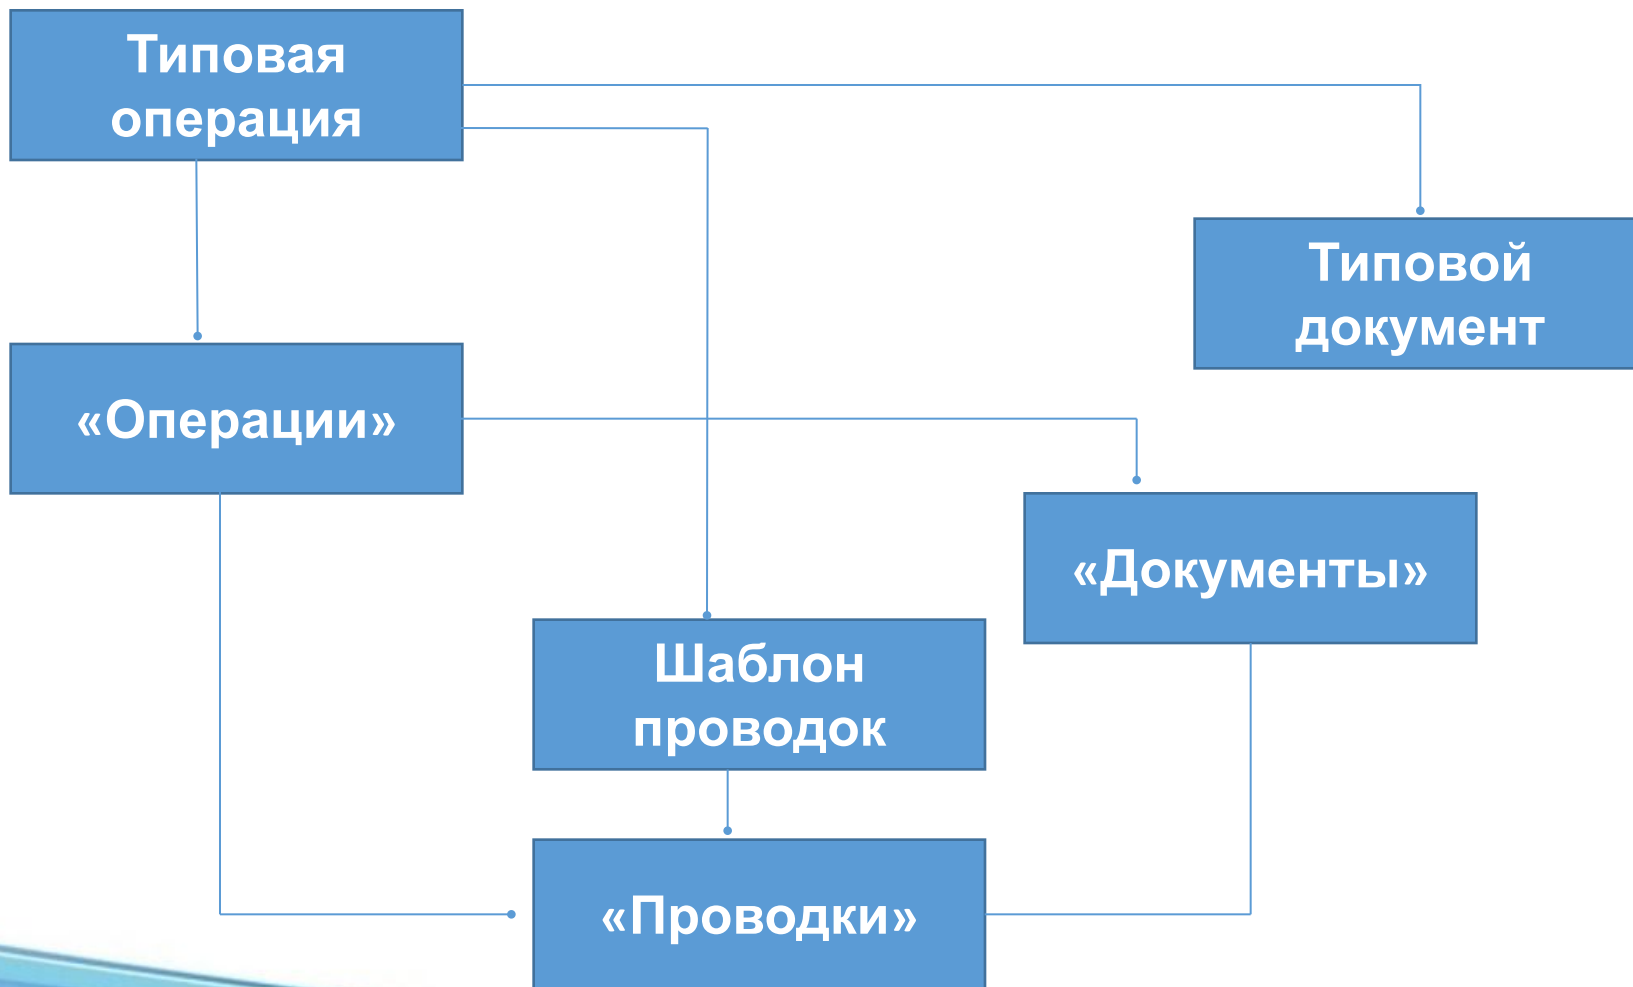 Типовая
операция
Типовой
документ
«Операции»
«Документы»
Шаблон
проводок
«Проводки»